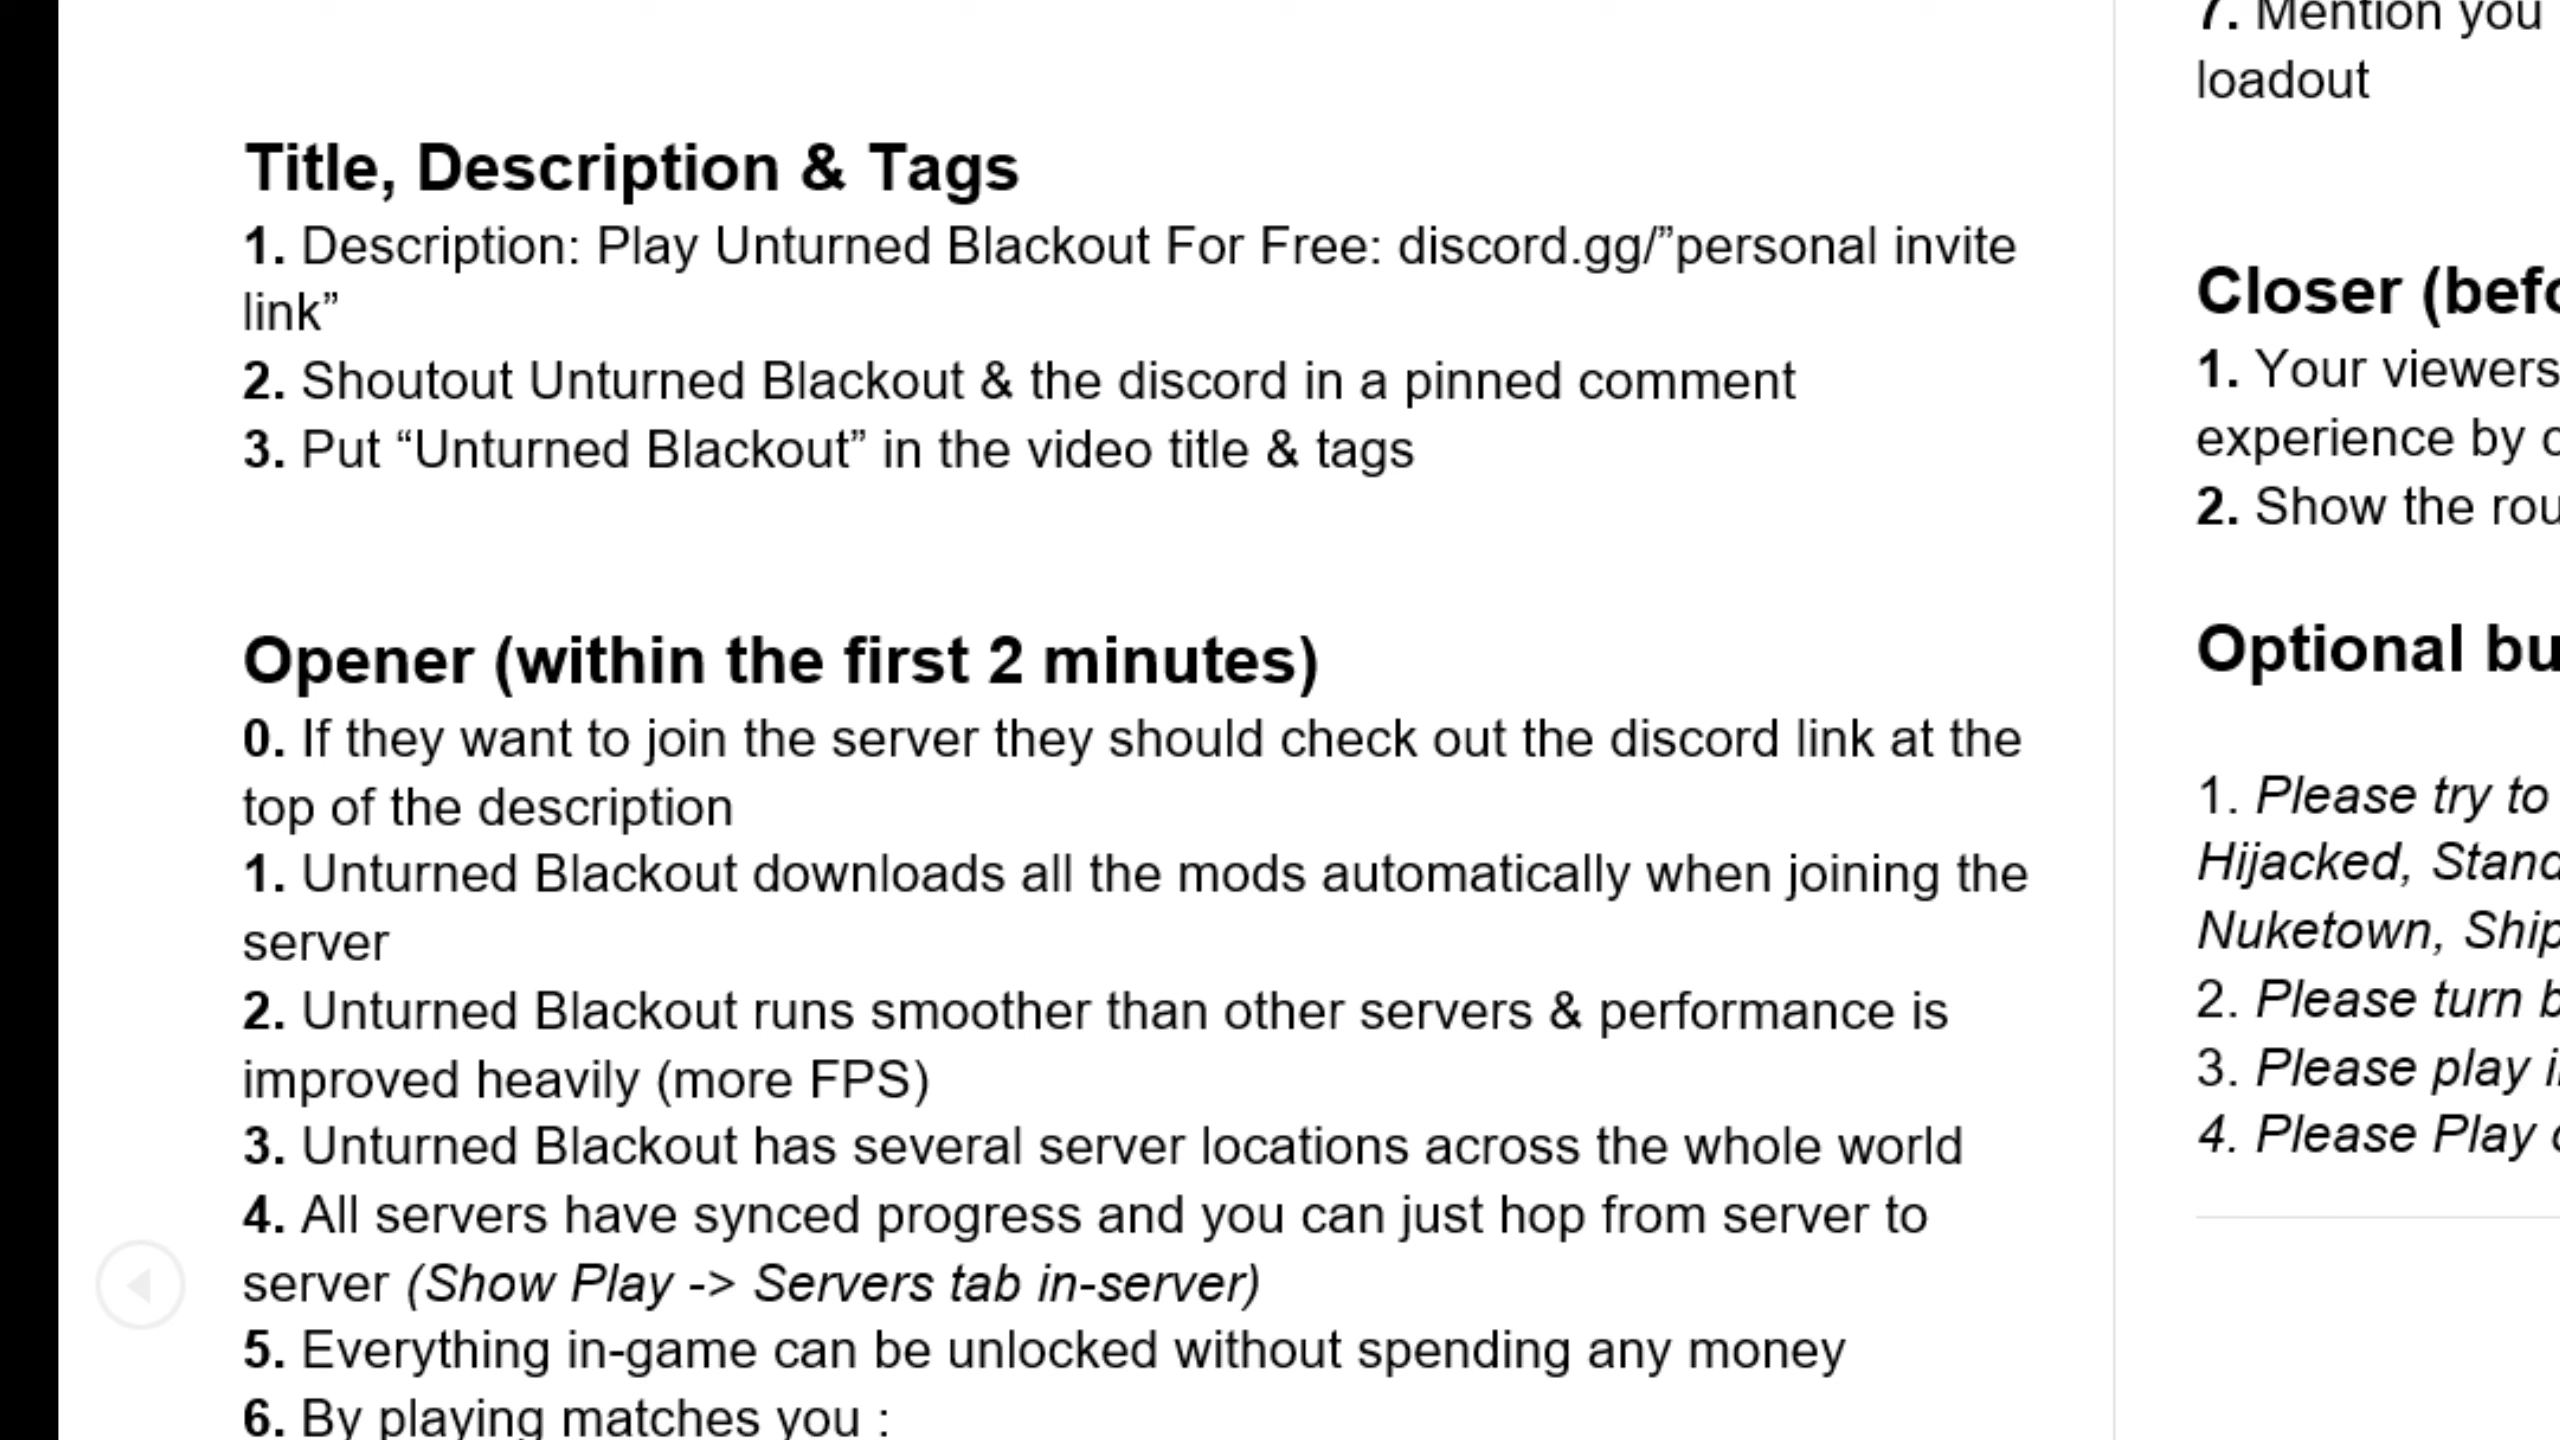 Title, Description & Tags
1. Description: Play Unturned Blackout For Free: discord.gg/”personal invite
link”
2. Shoutout Unturned Blackout & the discord in a pinned comment
3. Put “Unturned Blackout” in the video title & tags
Opener (within the first 2 minutes)
0. If they want to join the server they should check out the discord link at the
top of the description
1. Unturned Blackout downloads all the mods automatically when joining the
server
2. Unturned Blackout runs smoother than other servers & performance is
improved heavily (more FPS)
3. Unturned Blackout has several server locations across the whole world
4. All servers have synced progress and you can just hop from server to
server (Show Play -> Servers tab in-server)
5. Everything in-game can be unlocked without spending any money
6. By playing matches you :
7. Mention you
loadout
Closer (befo
1. Your viewers
experience by
2. Show the rou
Optional bu
1. Please try to
Hijacked, Stand
Nuketown, Ship
2. Please turn b
3. Please play i
4. Please Play